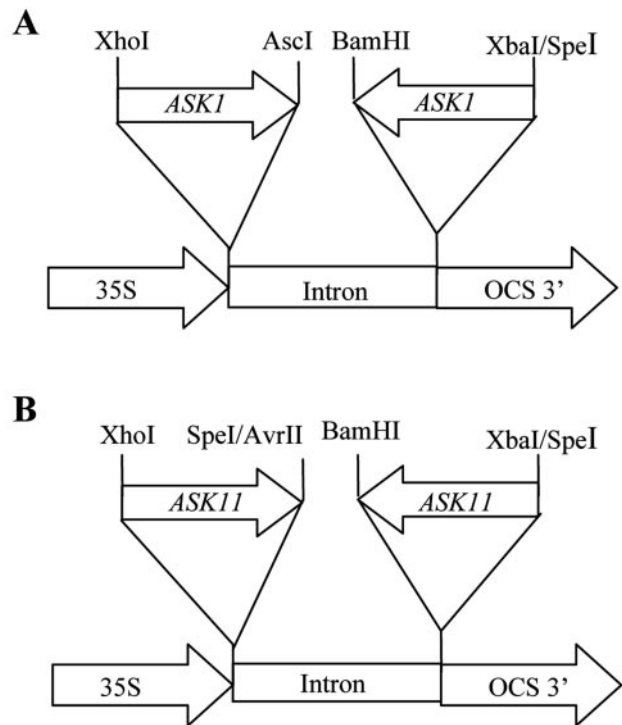 A
XhoI AscI BamHI XbaI/SpeI
ASK1 ASK1
35S Intron OCS 3'
B
XhoI SpeI/AvrII BamHI XbaI/SpeI
ASK11 ASK11
35S Intron OCS 3'